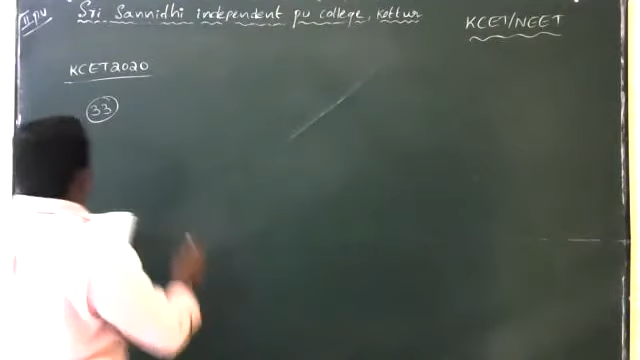 II PU
Sri Sannidhi independent pu college, Kottur
KCET/NEET
KCET2020
33